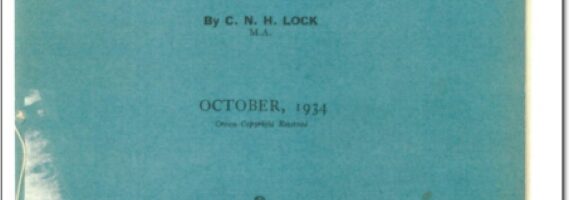 By C. N. H. LOCK
M.A.
OCTOBER, 1934
Crown Copyright Reserved